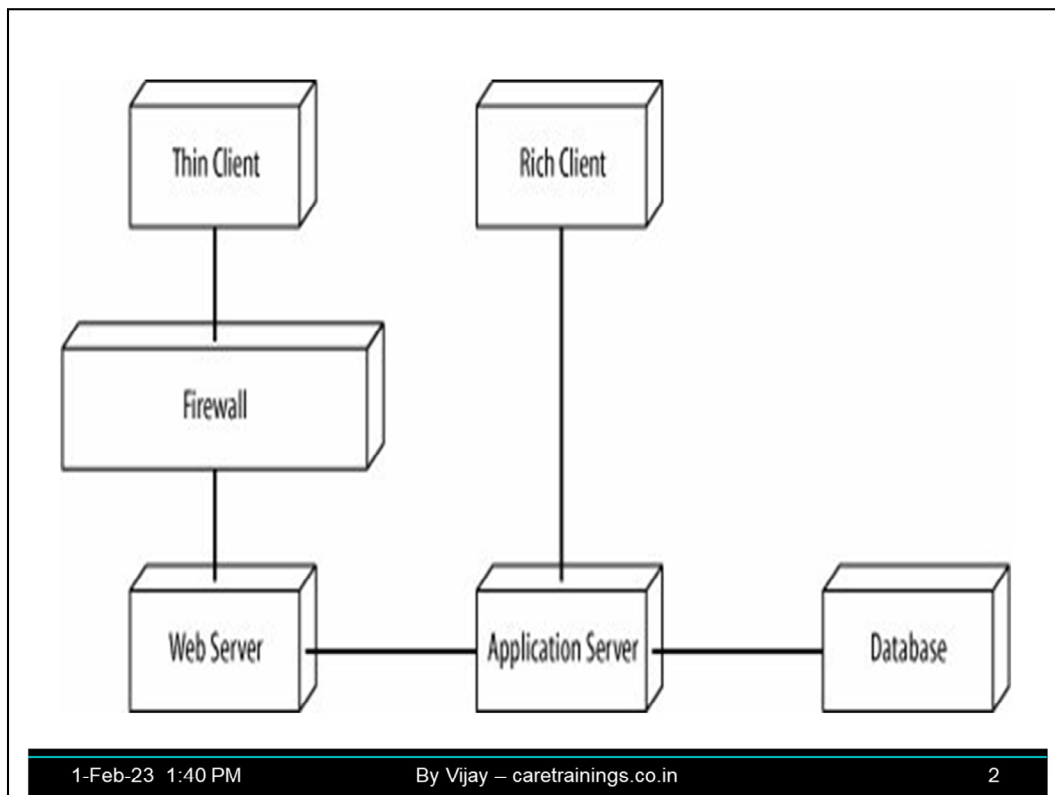 Thin Client
Rich Client
Firewall
Web Server
Application Server
Database
1-Feb-23 1:40 PM
By Vijay – caretrainings.co.in
2